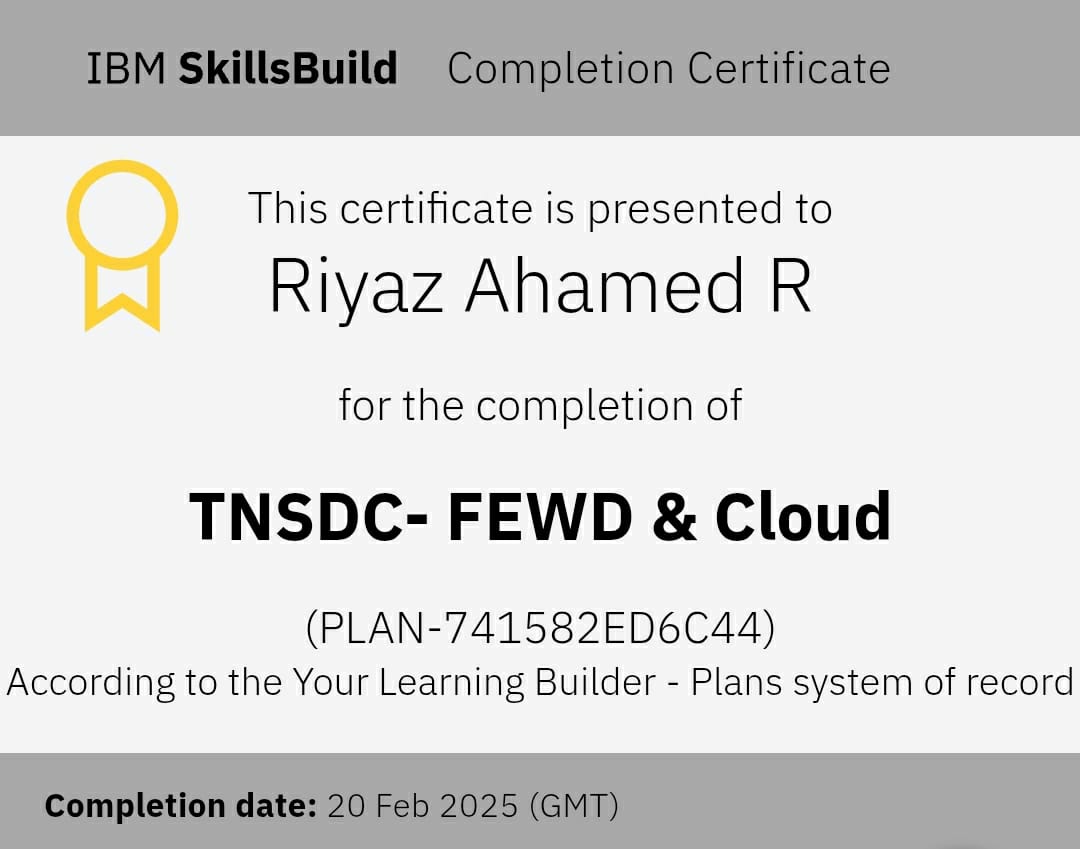 IBM SkillsBuild Completion Certificate
This certificate is presented to
Riyaz Ahamed R
for the completion of
TNSDC- FEWD & Cloud
(PLAN-741582ED6C44)
According to the Your Learning Builder - Plans system of record
Completion date: 20 Feb 2025 (GMT)